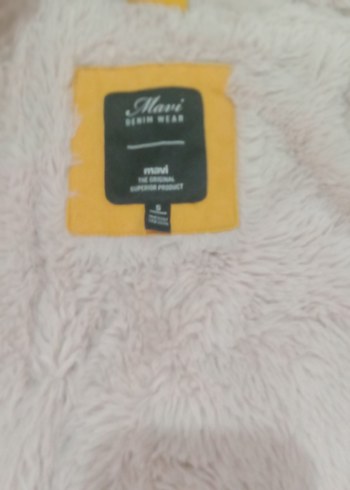 Mavi
DENIM WEAR
mavi
THE ORIGINAL
SUPERIOR PRODUCT
S